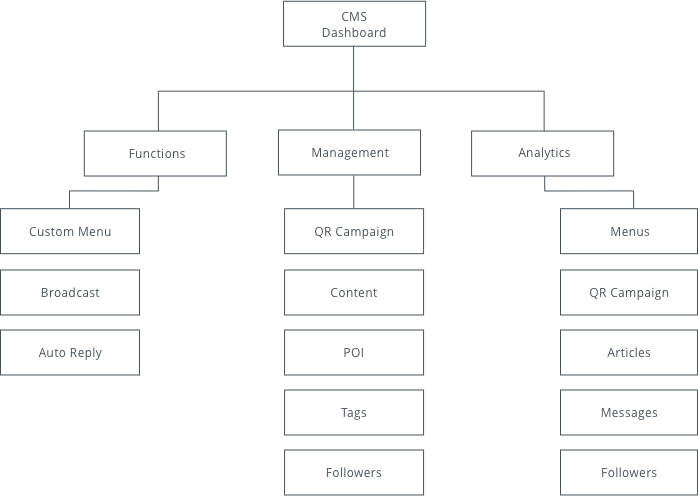 CMS
Dashboard
Functions
Management
Analytics
Custom Menu
QR Campaign
Menus
Broadcast
Content
QR Campaign
Auto Reply
POI
Articles
Tags
Messages
Followers
Followers